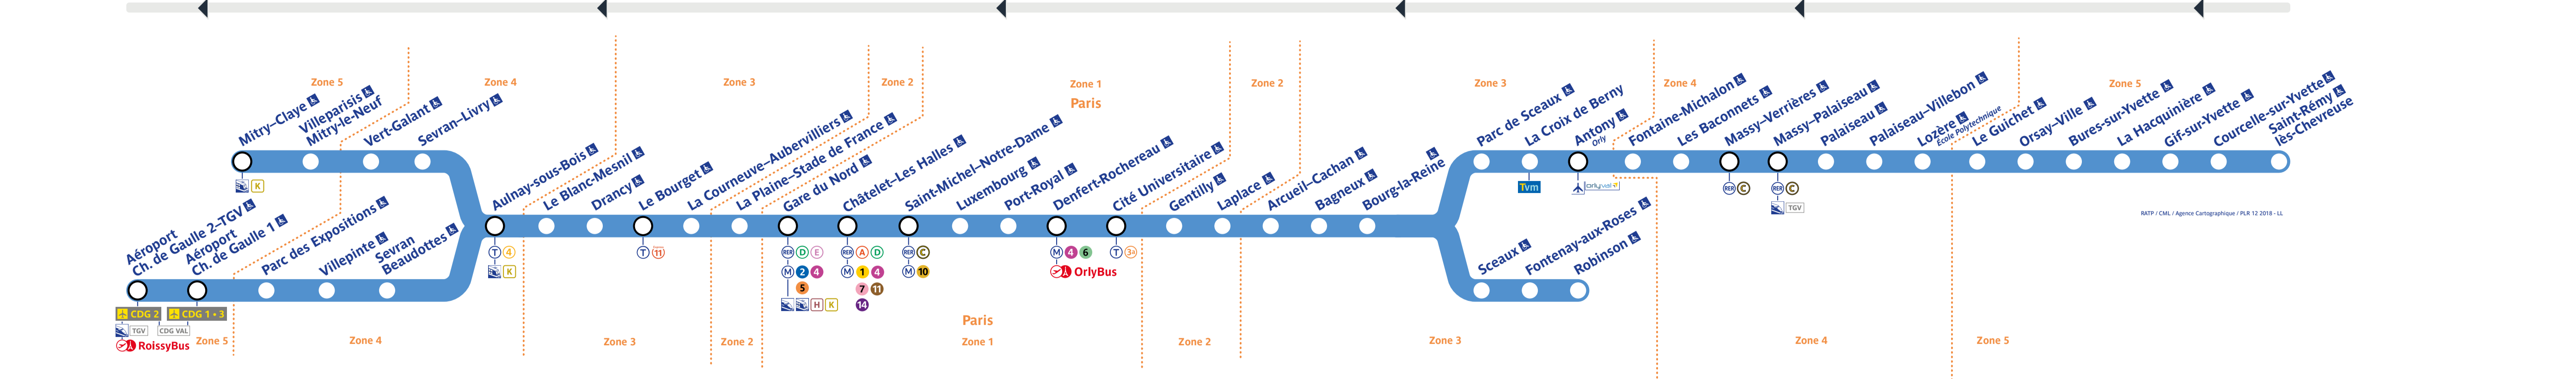 Zone 5
Zone 4
Zone 3
Zone 2
Zone 1
Paris
Zone 2
Zone 3
Zone 4
Zone 5
Mitry–Claye
Villeparisis
Mitry-le-Neuf
Vert-Galant
Sevran–Livry
K
Aéroport
Ch. de Gaulle 2–TGV
Aéroport
Ch. de Gaulle 1
Parc des Expositions
Villepinte
Sevran
Beaudottes
CDG 2
CDG 1 • 3
TGV
CDG VAL
RoissyBus
Aulnay-sous-Bois
T 4
K
Le Blanc-Mesnil
Drancy
Le Bourget
T 11
La Courneuve–Aubervilliers
La Plaine–Stade de France
Gare du Nord
RER D E
M 2 4
5
H K
Châtelet–Les Halles
RER A D
M 1 4
7 11
14
Saint-Michel–Notre-Dame
RER C
M 10
Luxembourg
Port-Royal
Denfert-Rochereau
M 4 6
OrlyBus
Cité Universitaire
T 3a
Gentilly
Laplace
Arcueil–Cachan
Bagneux
Bourg-la-Reine
Parc de Sceaux
La Croix de Berny
Tvm
Antony
Orly
orlyval
Fontaine-Michalon
Les Baconnets
Massy–Verrières
RER C
Massy–Palaiseau
RER C
TGV
Palaiseau
Palaiseau–Villebon
Lozère
École Polytechnique
Le Guichet
Orsay–Ville
Bures-sur-Yvette
La Hacquinière
Gif-sur-Yvette
Courcelle-sur-Yvette
Saint-Rémy
lès-Chevreuse
Sceaux
Fontenay-aux-Roses
Robinson
RATP / CML / Agence Cartographique / PLR 12 2018 - LL
Zone 5
Zone 4
Zone 3
Zone 2
Paris
Zone 1
Zone 2
Zone 3
Zone 4
Zone 5